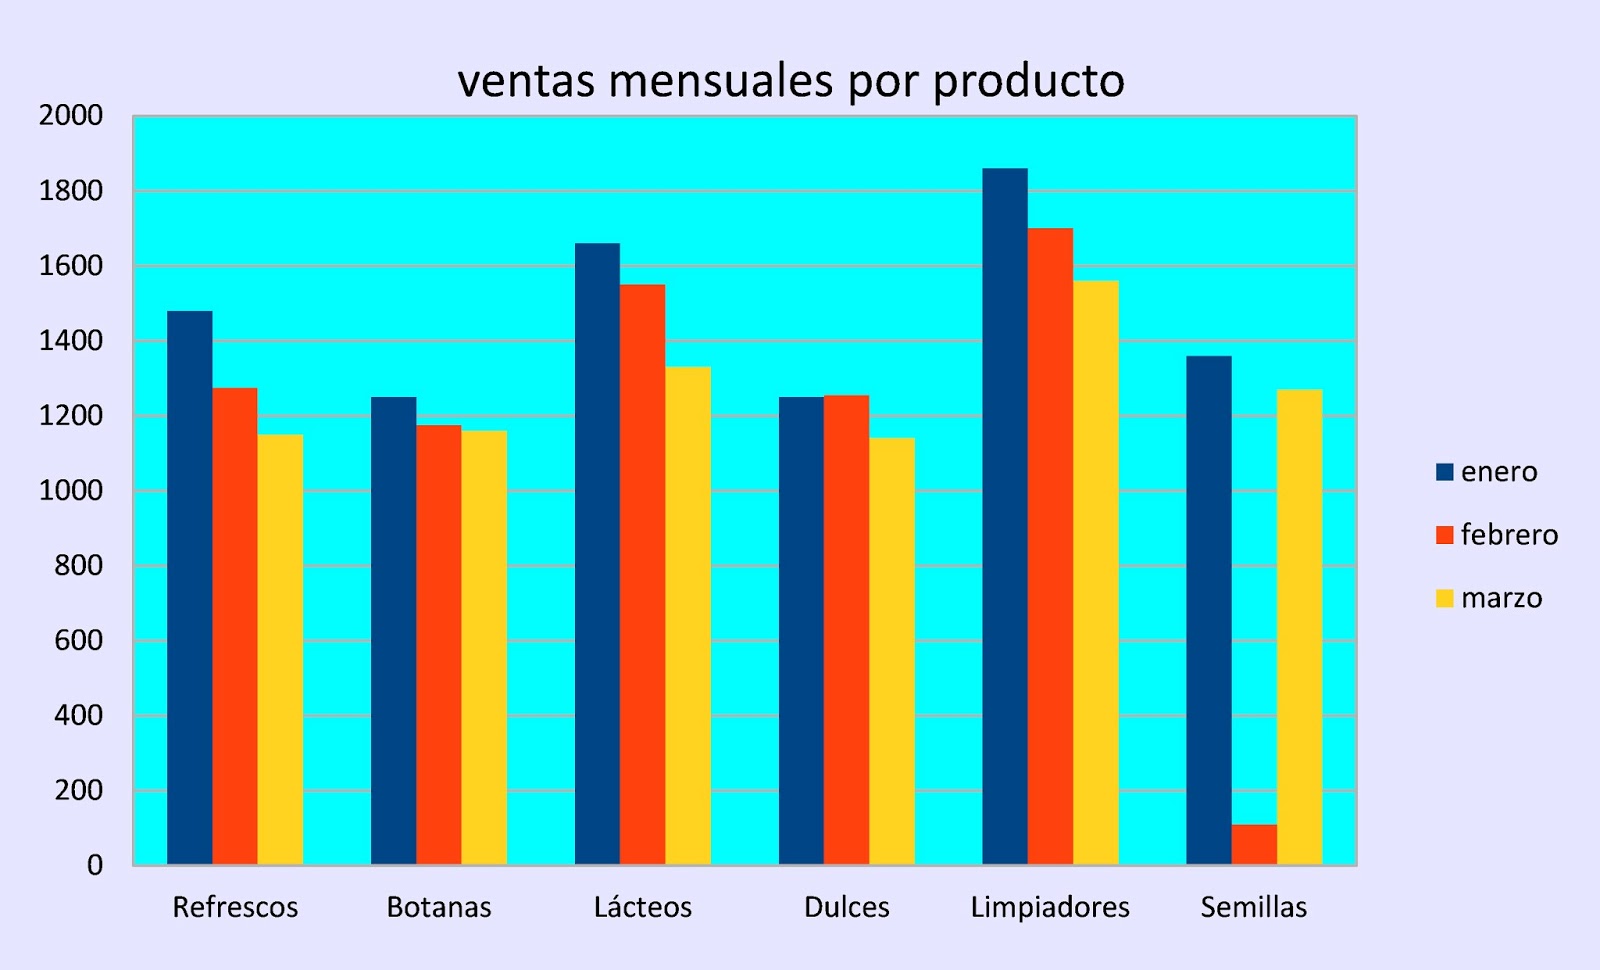 ventas mensuales por producto
2000
1800
1600
1400
1200
1000
800
600
400
200
0
Refrescos Botanas Lácteos Dulces Limpiadores Semillas
enero
febrero
marzo